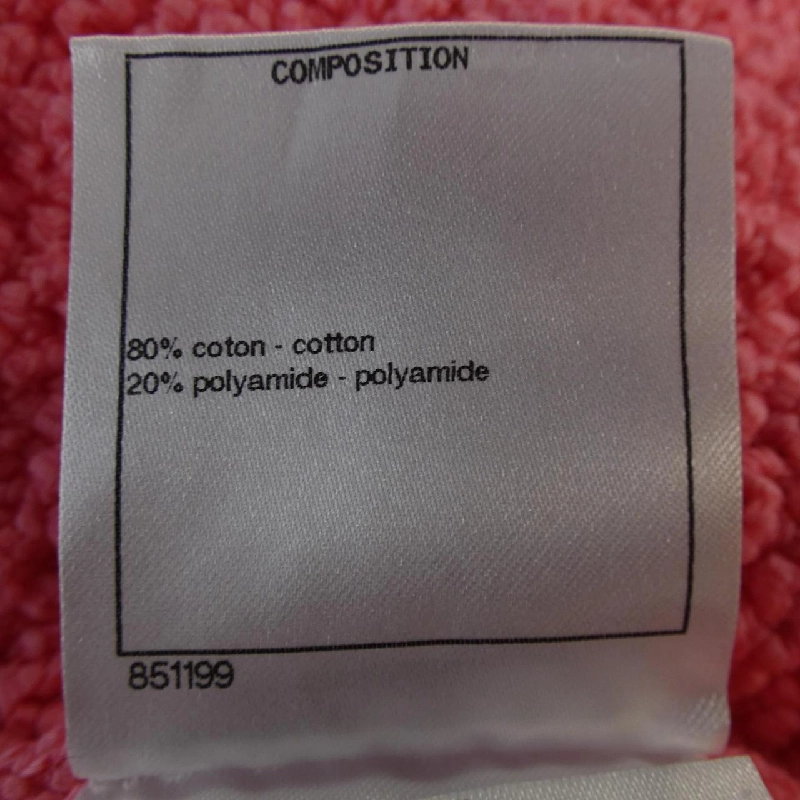 COMPOSITION
80% coton - cotton
20% polyamide - polyamide
851199